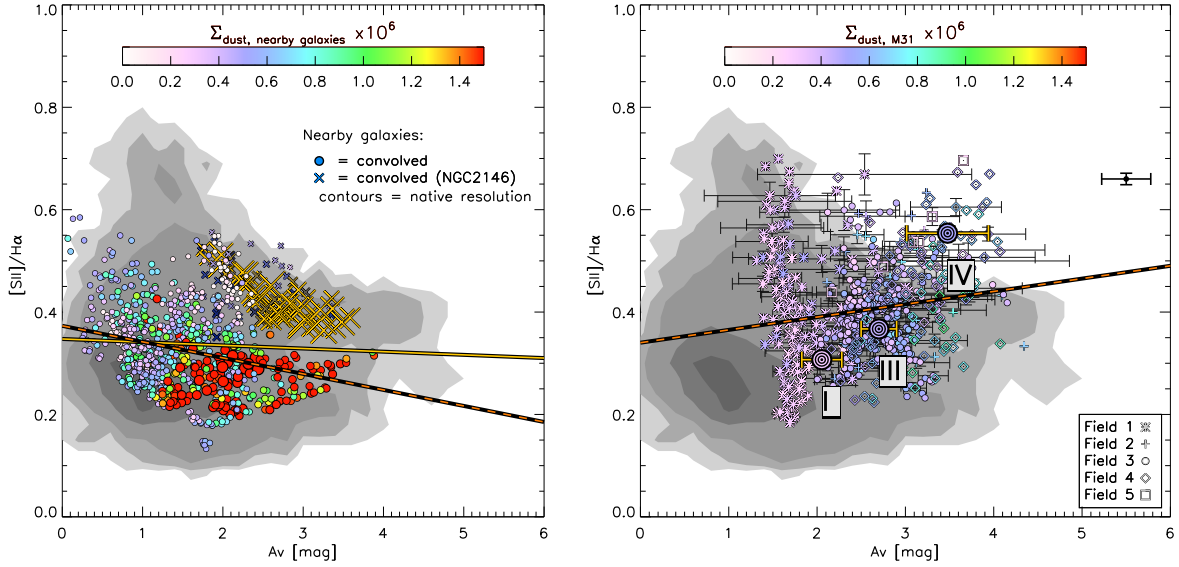 Σdust, nearby galaxies ×10⁶
0.0 0.2 0.4 0.6 0.8 1.0 1.2 1.4
Nearby galaxies:
= convolved
= convolved (NGC2146)
contours = native resolution
[SII]/Hα
1.0
0.8
0.6
0.4
0.2
0.0
0 1 2 3 4 5 6
Av [mag]
Σdust, M31 ×10⁶
0.0 0.2 0.4 0.6 0.8 1.0 1.2 1.4
[SII]/Hα
1.0
0.8
0.6
0.4
0.2
0.0
IV
III
I
Field 1
Field 2
Field 3
Field 4
Field 5
0 1 2 3 4 5 6
Av [mag]